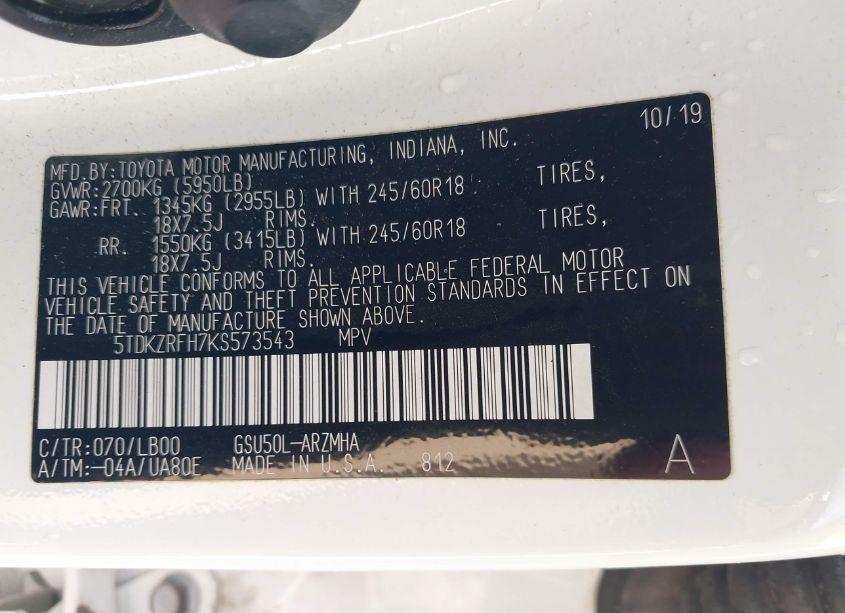 10/19
MFD.BY:TOYOTA MOTOR MANUFACTURING, INDIANA, INC.
GVWR:2700KG (5950LB)
GAWR:FRT. 1345KG (2955LB) WITH 245/60R18 TIRES,
18X7.5J RIMS.
RR. 1550KG (3415LB) WITH 245/60R18 TIRES,
18X7.5J RIMS.
THIS VEHICLE CONFORMS TO ALL APPLICABLE FEDERAL MOTOR
VEHICLE SAFETY AND THEFT PREVENTION STANDARDS IN EFFECT ON
THE DATE OF MANUFACTURE SHOWN ABOVE.
5TDKZRFH7KS573543 MPV
C/TR:070/LB00 GSU50L-ARZMHA
A/TM:-04A/UA80E MADE IN U.S.A. 812 A